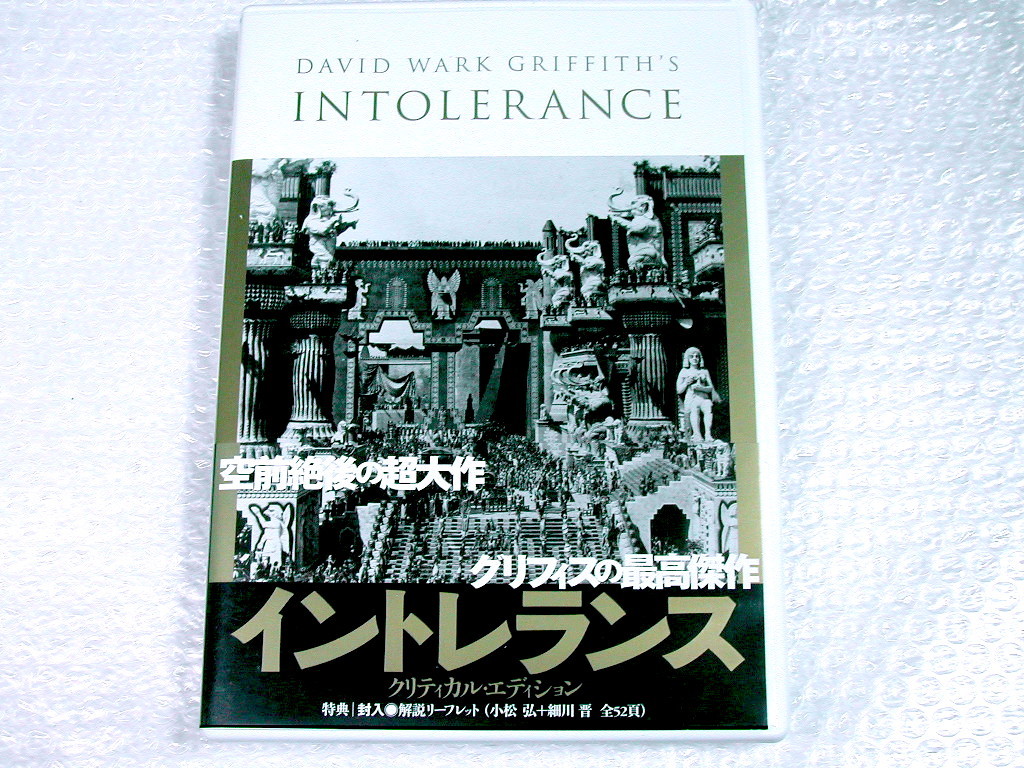 DAVID WARK GRIFFITH'S
INTOLERANCE
空前絶後の超大作
グリフィスの最高傑作
イントレランス
クリティカル・エディション
特典|封入◉解説リーフレット(小松 弘+細川 晋 全52頁)